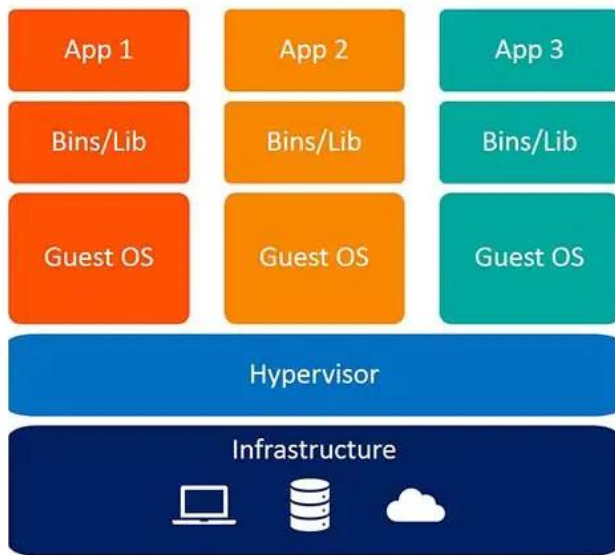 App 1
App 2
App 3
Bins/Lib
Bins/Lib
Bins/Lib
Guest OS
Guest OS
Guest OS
Hypervisor
Infrastructure